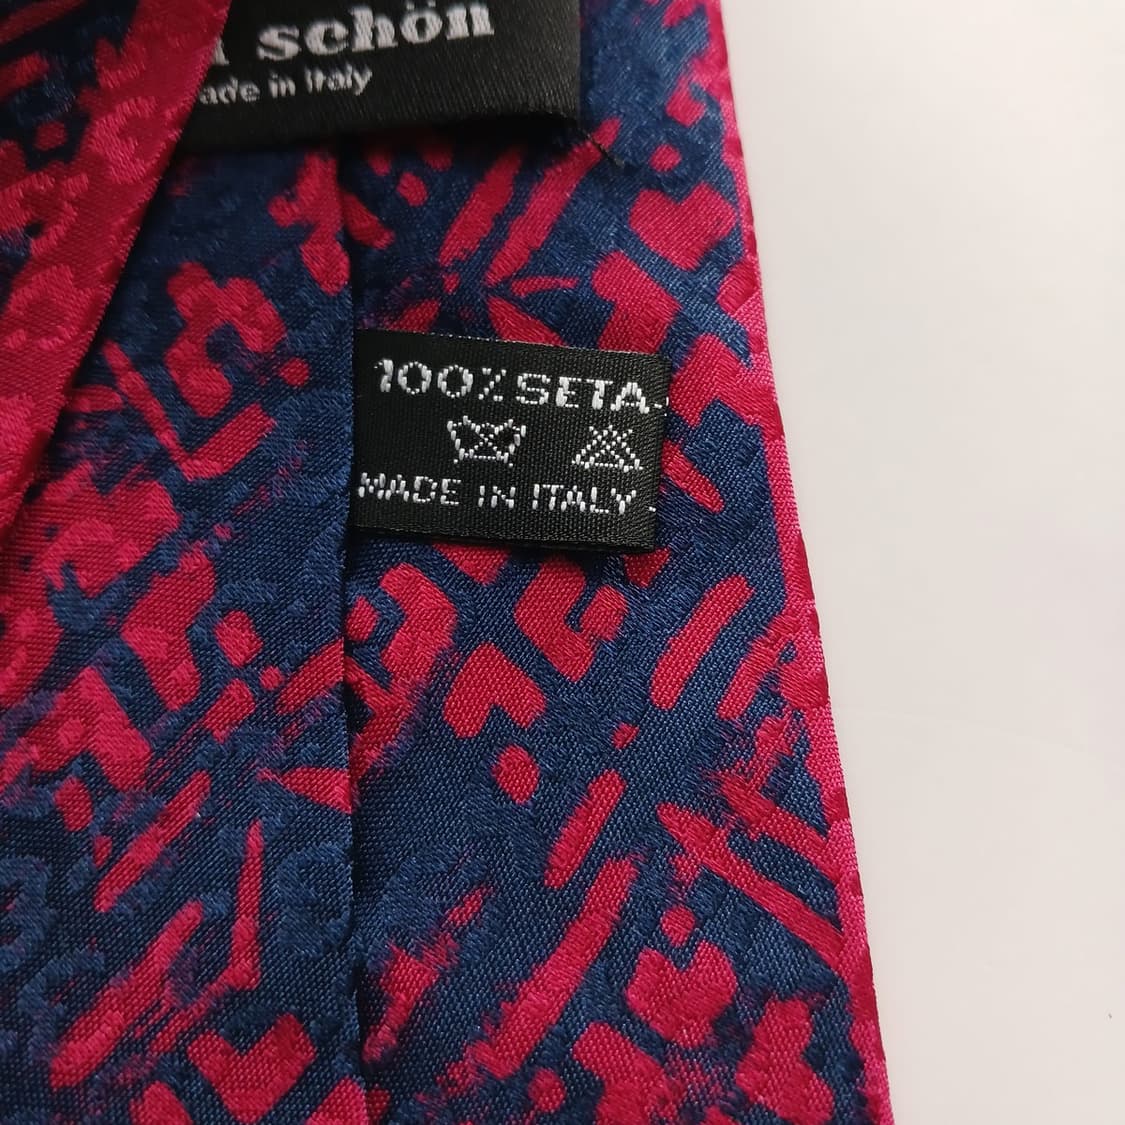 schön
ade in Italy
100% SETA-
MADE IN ITALY -